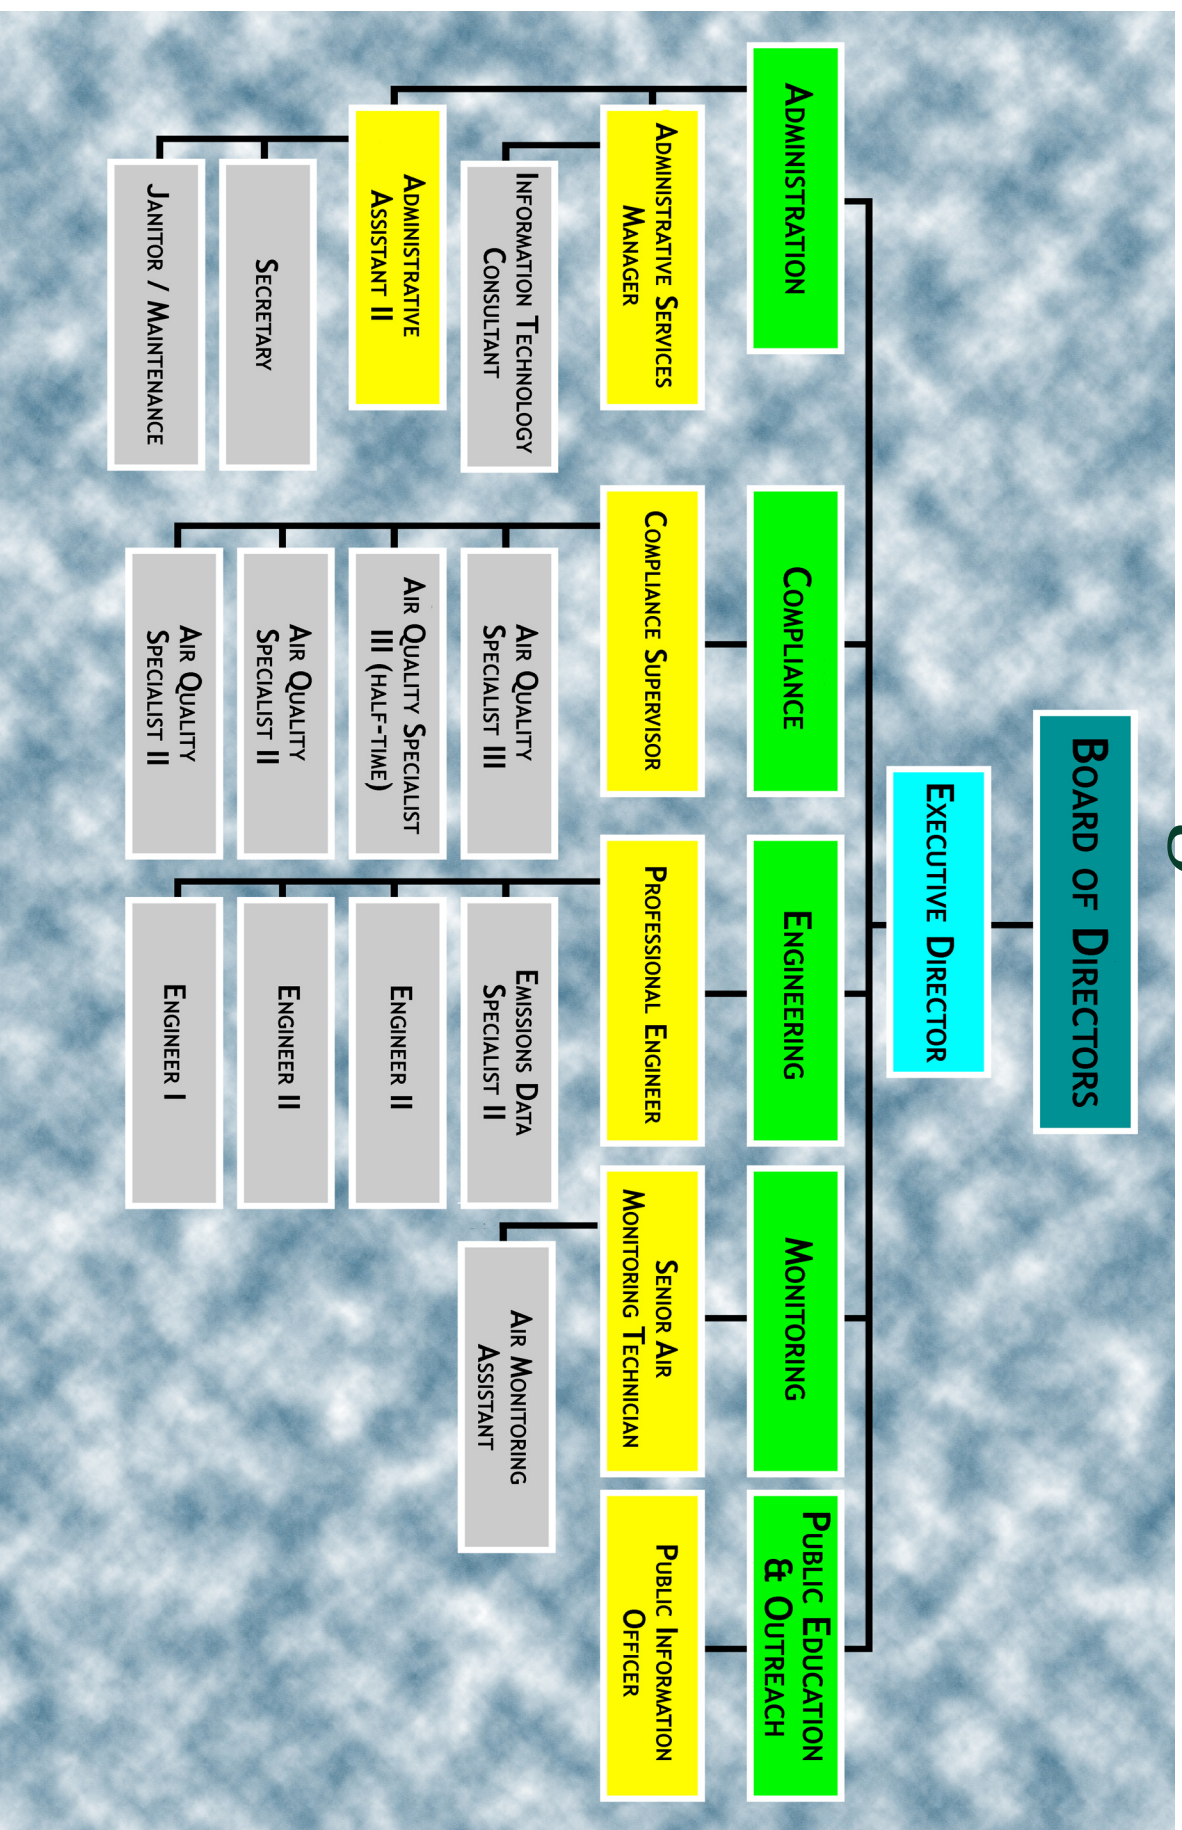 Board of Directors
Executive Director
Administration
Compliance
Engineering
Monitoring
Public Education
& Outreach
Administrative Services
Manager
Compliance Supervisor
Professional Engineer
Senior Air
Monitoring Technician
Public Information
Officer
Information Technology
Consultant
Administrative
Assistant II
Secretary
Janitor / Maintenance
Air Quality
Specialist III
Air Quality Specialist
III (half-time)
Air Quality
Specialist II
Air Quality
Specialist II
Emissions Data
Specialist II
Engineer II
Engineer II
Engineer I
Air Monitoring
Assistant